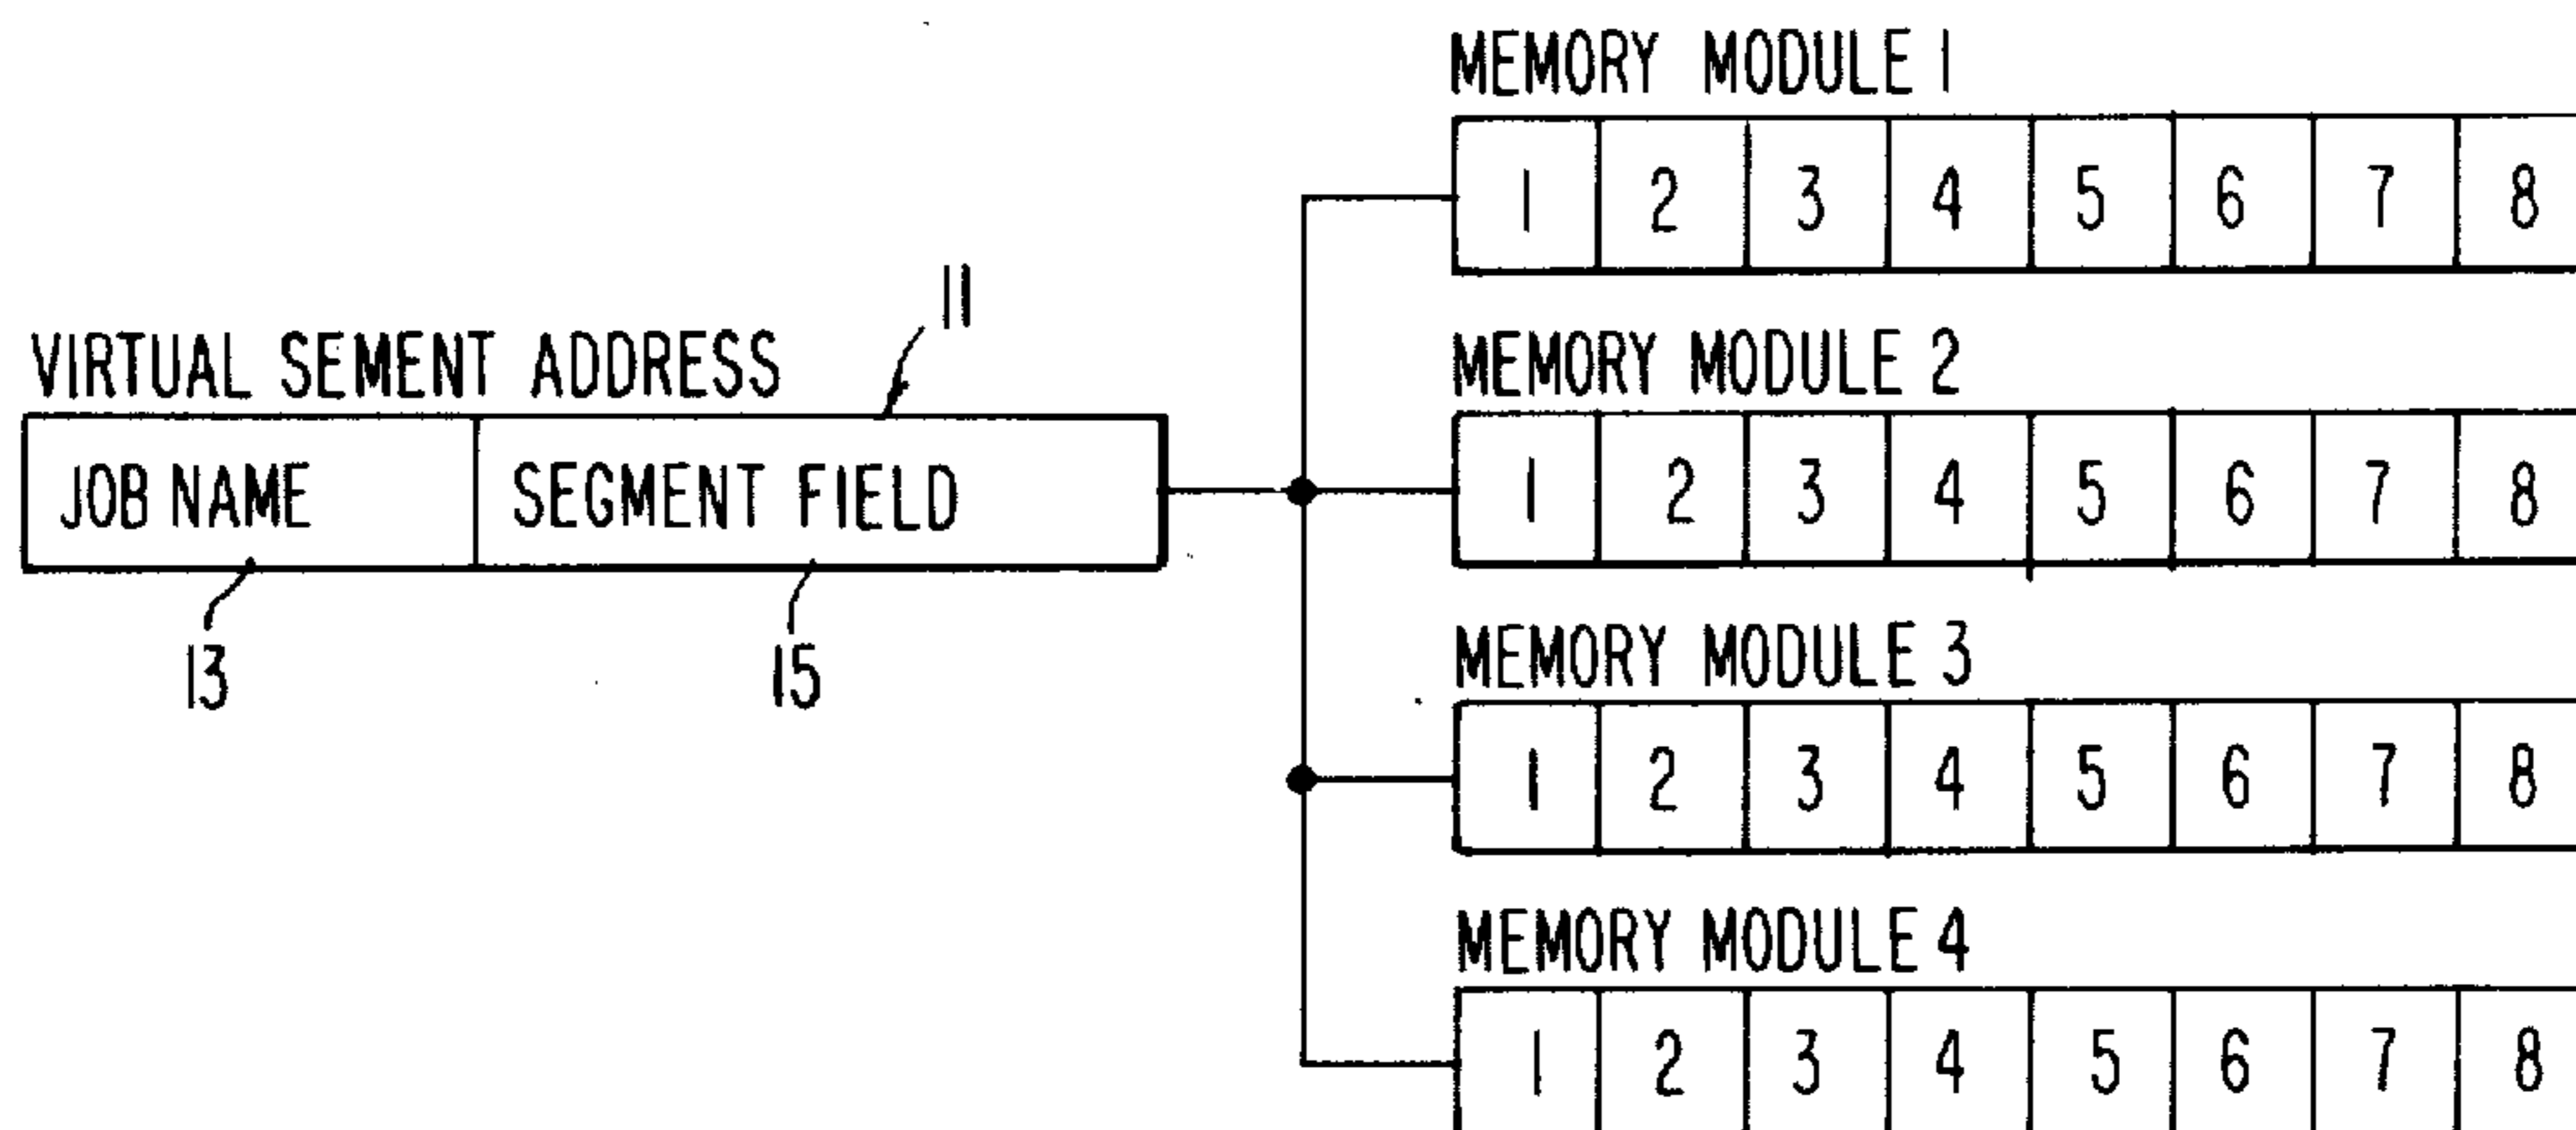 MEMORY MODULE 1
1 2 3 4 5 6 7 8
11
VIRTUAL SEMENT ADDRESS
JOB NAME SEGMENT FIELD
13 15
MEMORY MODULE 2
1 2 3 4 5 6 7 8
MEMORY MODULE 3
1 2 3 4 5 6 7 8
MEMORY MODULE 4
1 2 3 4 5 6 7 8